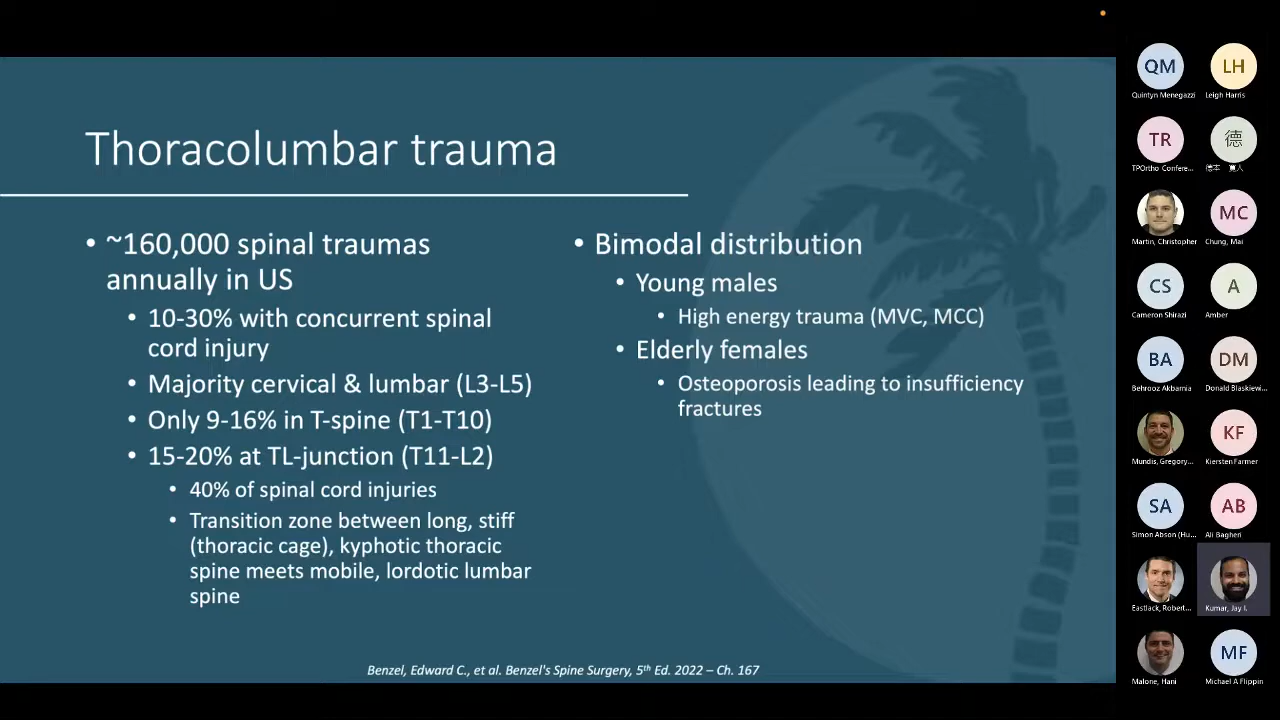 Thoracolumbar trauma
• ~160,000 spinal traumas
annually in US
• 10-30% with concurrent spinal
cord injury
• Majority cervical & lumbar (L3-L5)
• Only 9-16% in T-spine (T1-T10)
• 15-20% at TL-junction (T11-L2)
• 40% of spinal cord injuries
• Transition zone between long, stiff
(thoracic cage), kyphotic thoracic
spine meets mobile, lordotic lumbar
spine
• Bimodal distribution
• Young males
• High energy trauma (MVC, MCC)
• Elderly females
• Osteoporosis leading to insufficiency
fractures
Benzel, Edward C., et al. Benzel's Spine Surgery, 5th Ed. 2022 – Ch. 167
QM
Quintyn Menegazzi
LH
Leigh Harris
TR
TPOrtho Confere...
德
Martin, Christopher
MC
Chung, Mai
CS
Cameron Shirazi
A
Amber
BA
Behrooz Akbarnia
DM
Donald Blaskiew...
Mundis, Gregory...
KF
Kiersten Farmer
SA
Simon Abson (Hu...
AB
Ali Bagheri
Eastlack, Robert...
Kumar, Jay I.
Malone, Hani
MF
Michael A Flippin